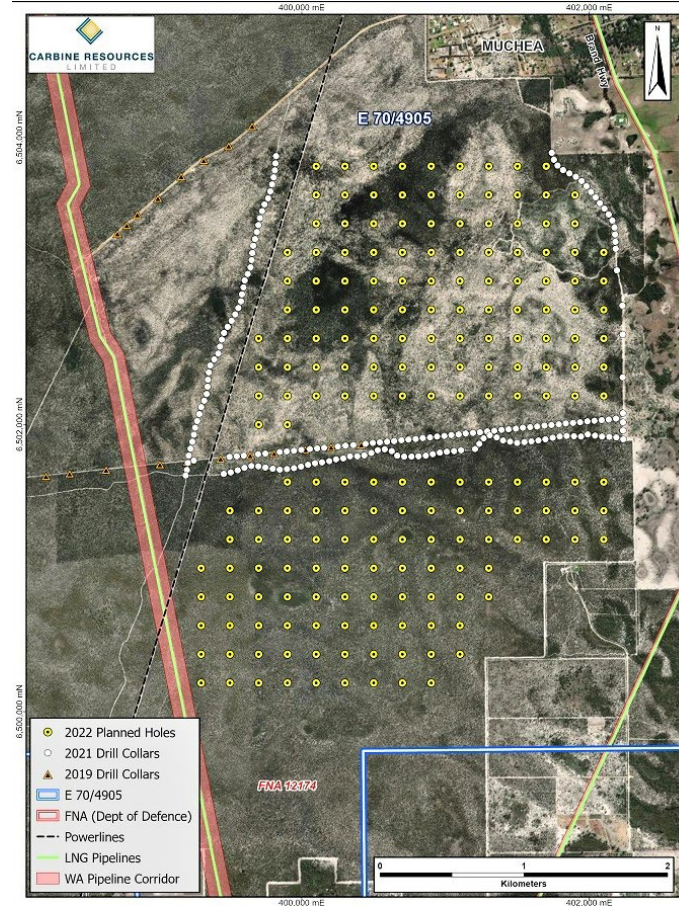 400,000 mE
402,000 mE
CARBINE RESOURCES
LIMITED
MUCHEA
Brand Hwy
N
E 70/4905
6,504,000 mN
6,502,000 mN
6,500,000 mN
2022 Planned Holes
2021 Drill Collars
2019 Drill Collars
E 70/4905
FNA (Dept of Defence)
Powerlines
LNG Pipelines
WA Pipeline Corridor
FNA 12174
0 1 2
Kilometers
400,000 mE
402,000 mE